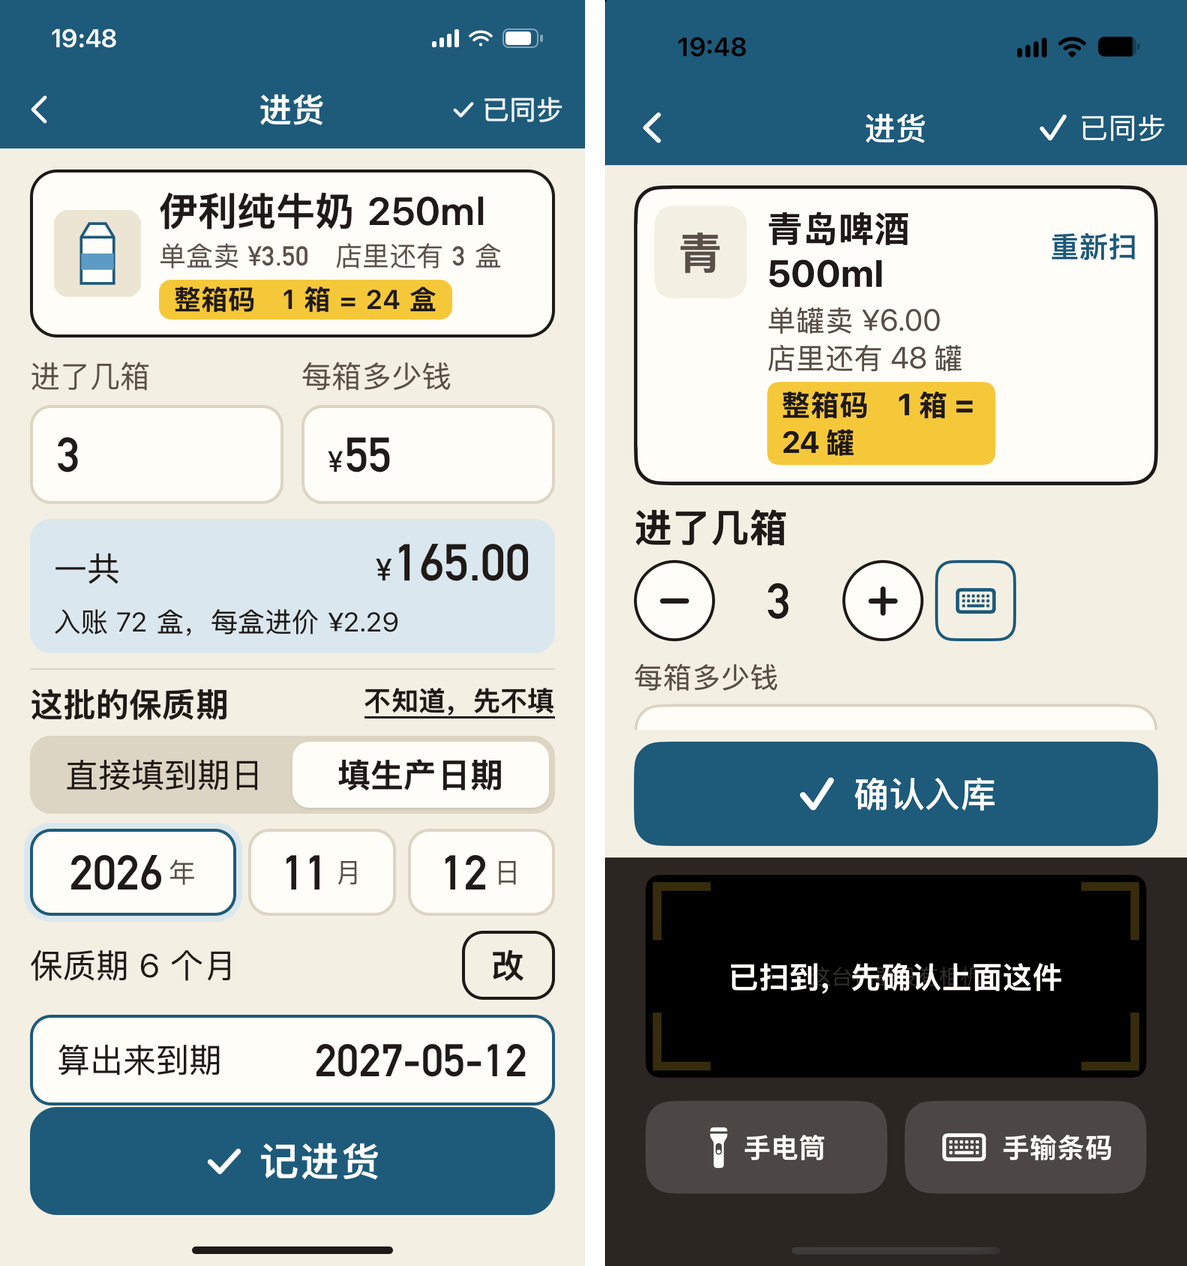 19:48
进货
已同步
伊利纯牛奶 250ml
单盒卖 ¥3.50 店里还有 3 盒
整箱码 1 箱 = 24 盒
进了几箱 每箱多少钱
3 ¥55
一共 ¥165.00
入账 72 盒，每盒进价 ¥2.29
这批的保质期 不知道，先不填
直接填到期日 填生产日期
2026 年 11 月 12 日
保质期 6 个月 改
算出来到期 2027-05-12
记进货
19:48
进货
已同步
青
青岛啤酒
500ml
重新扫
单罐卖 ¥6.00
店里还有 48 罐
整箱码 1 箱 =
24 罐
进了几箱
3
每箱多少钱
确认入库
已扫到，先确认上面这件
手电筒 手输条码